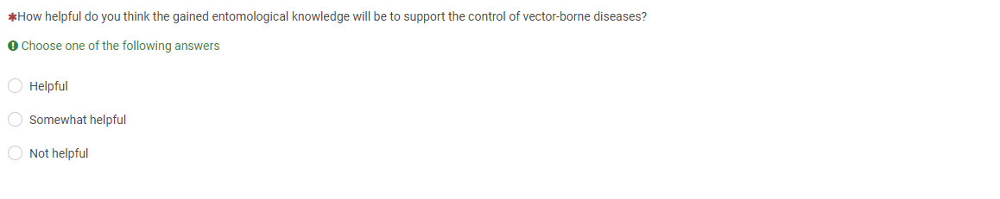 *How helpful do you think the gained entomological knowledge will be to support the control of vector-borne diseases?
Choose one of the following answers
Helpful
Somewhat helpful
Not helpful